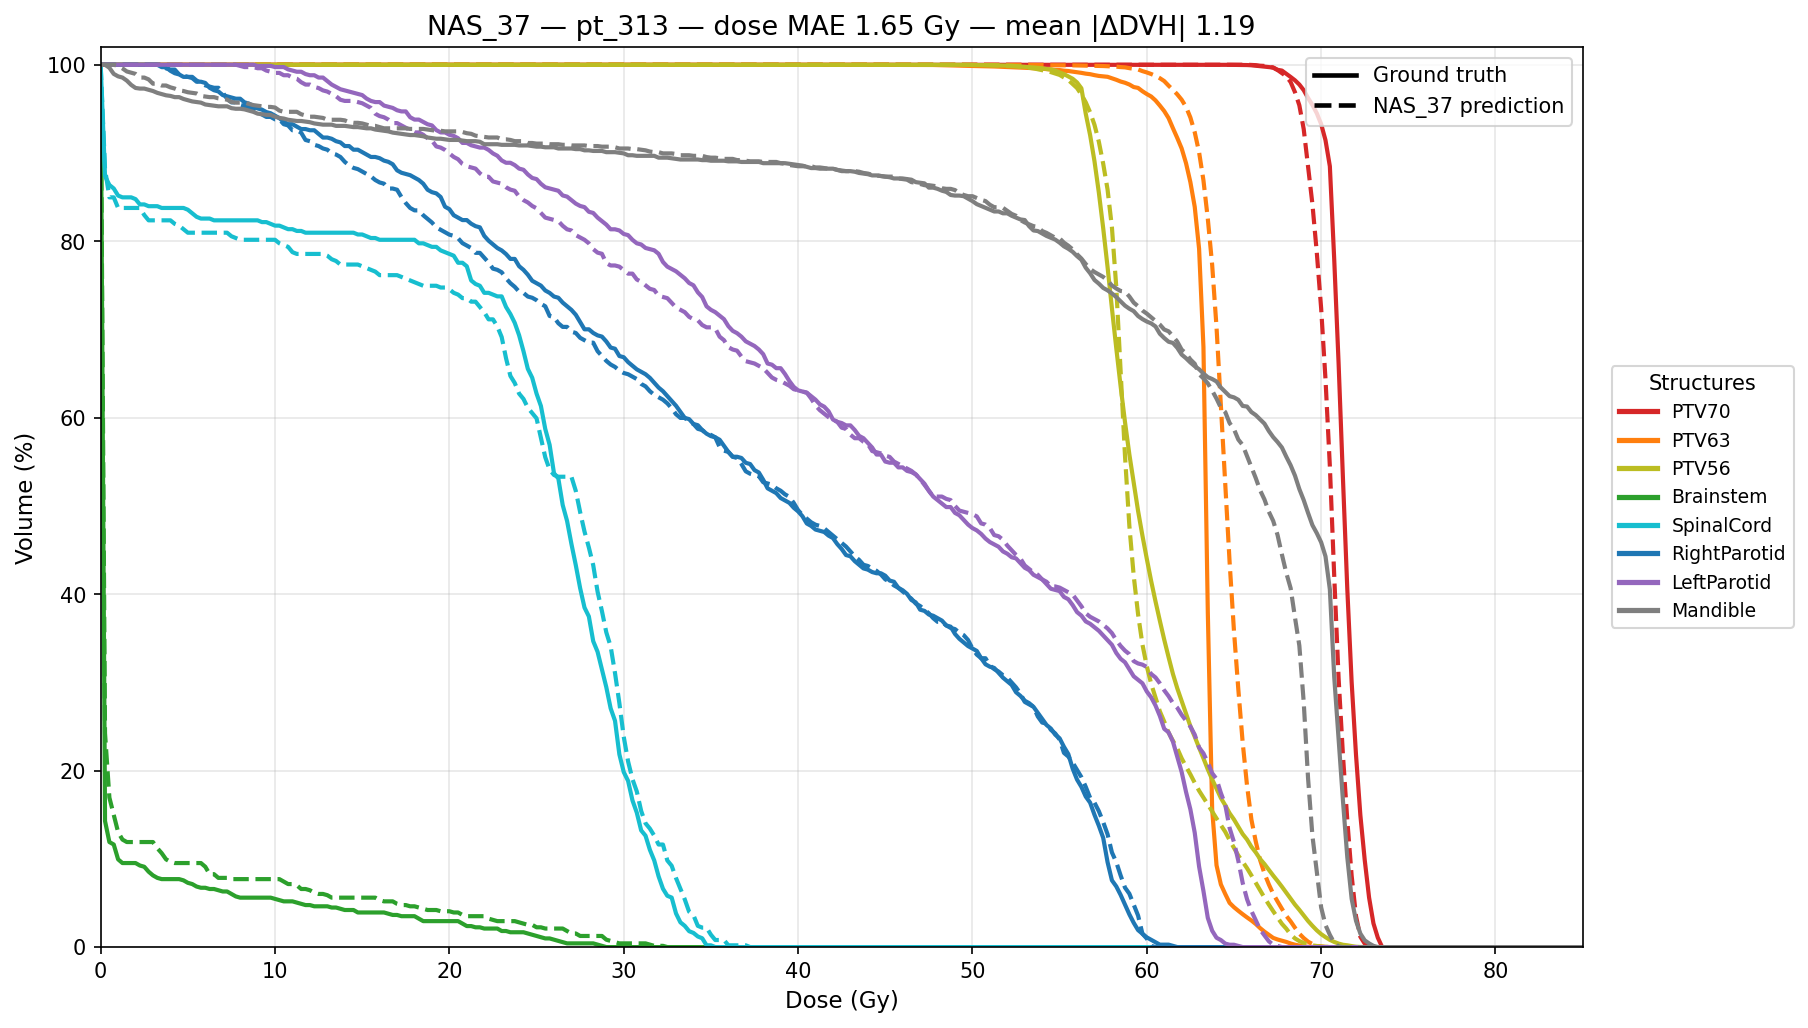 NAS_37 — pt_313 — dose MAE 1.65 Gy — mean |ΔDVH| 1.19
Ground truth
NAS_37 prediction
Volume (%)
100
80
60
40
20
0
0 10 20 30 40 50 60 70 80
Dose (Gy)
Structures
PTV70
PTV63
PTV56
Brainstem
SpinalCord
RightParotid
LeftParotid
Mandible